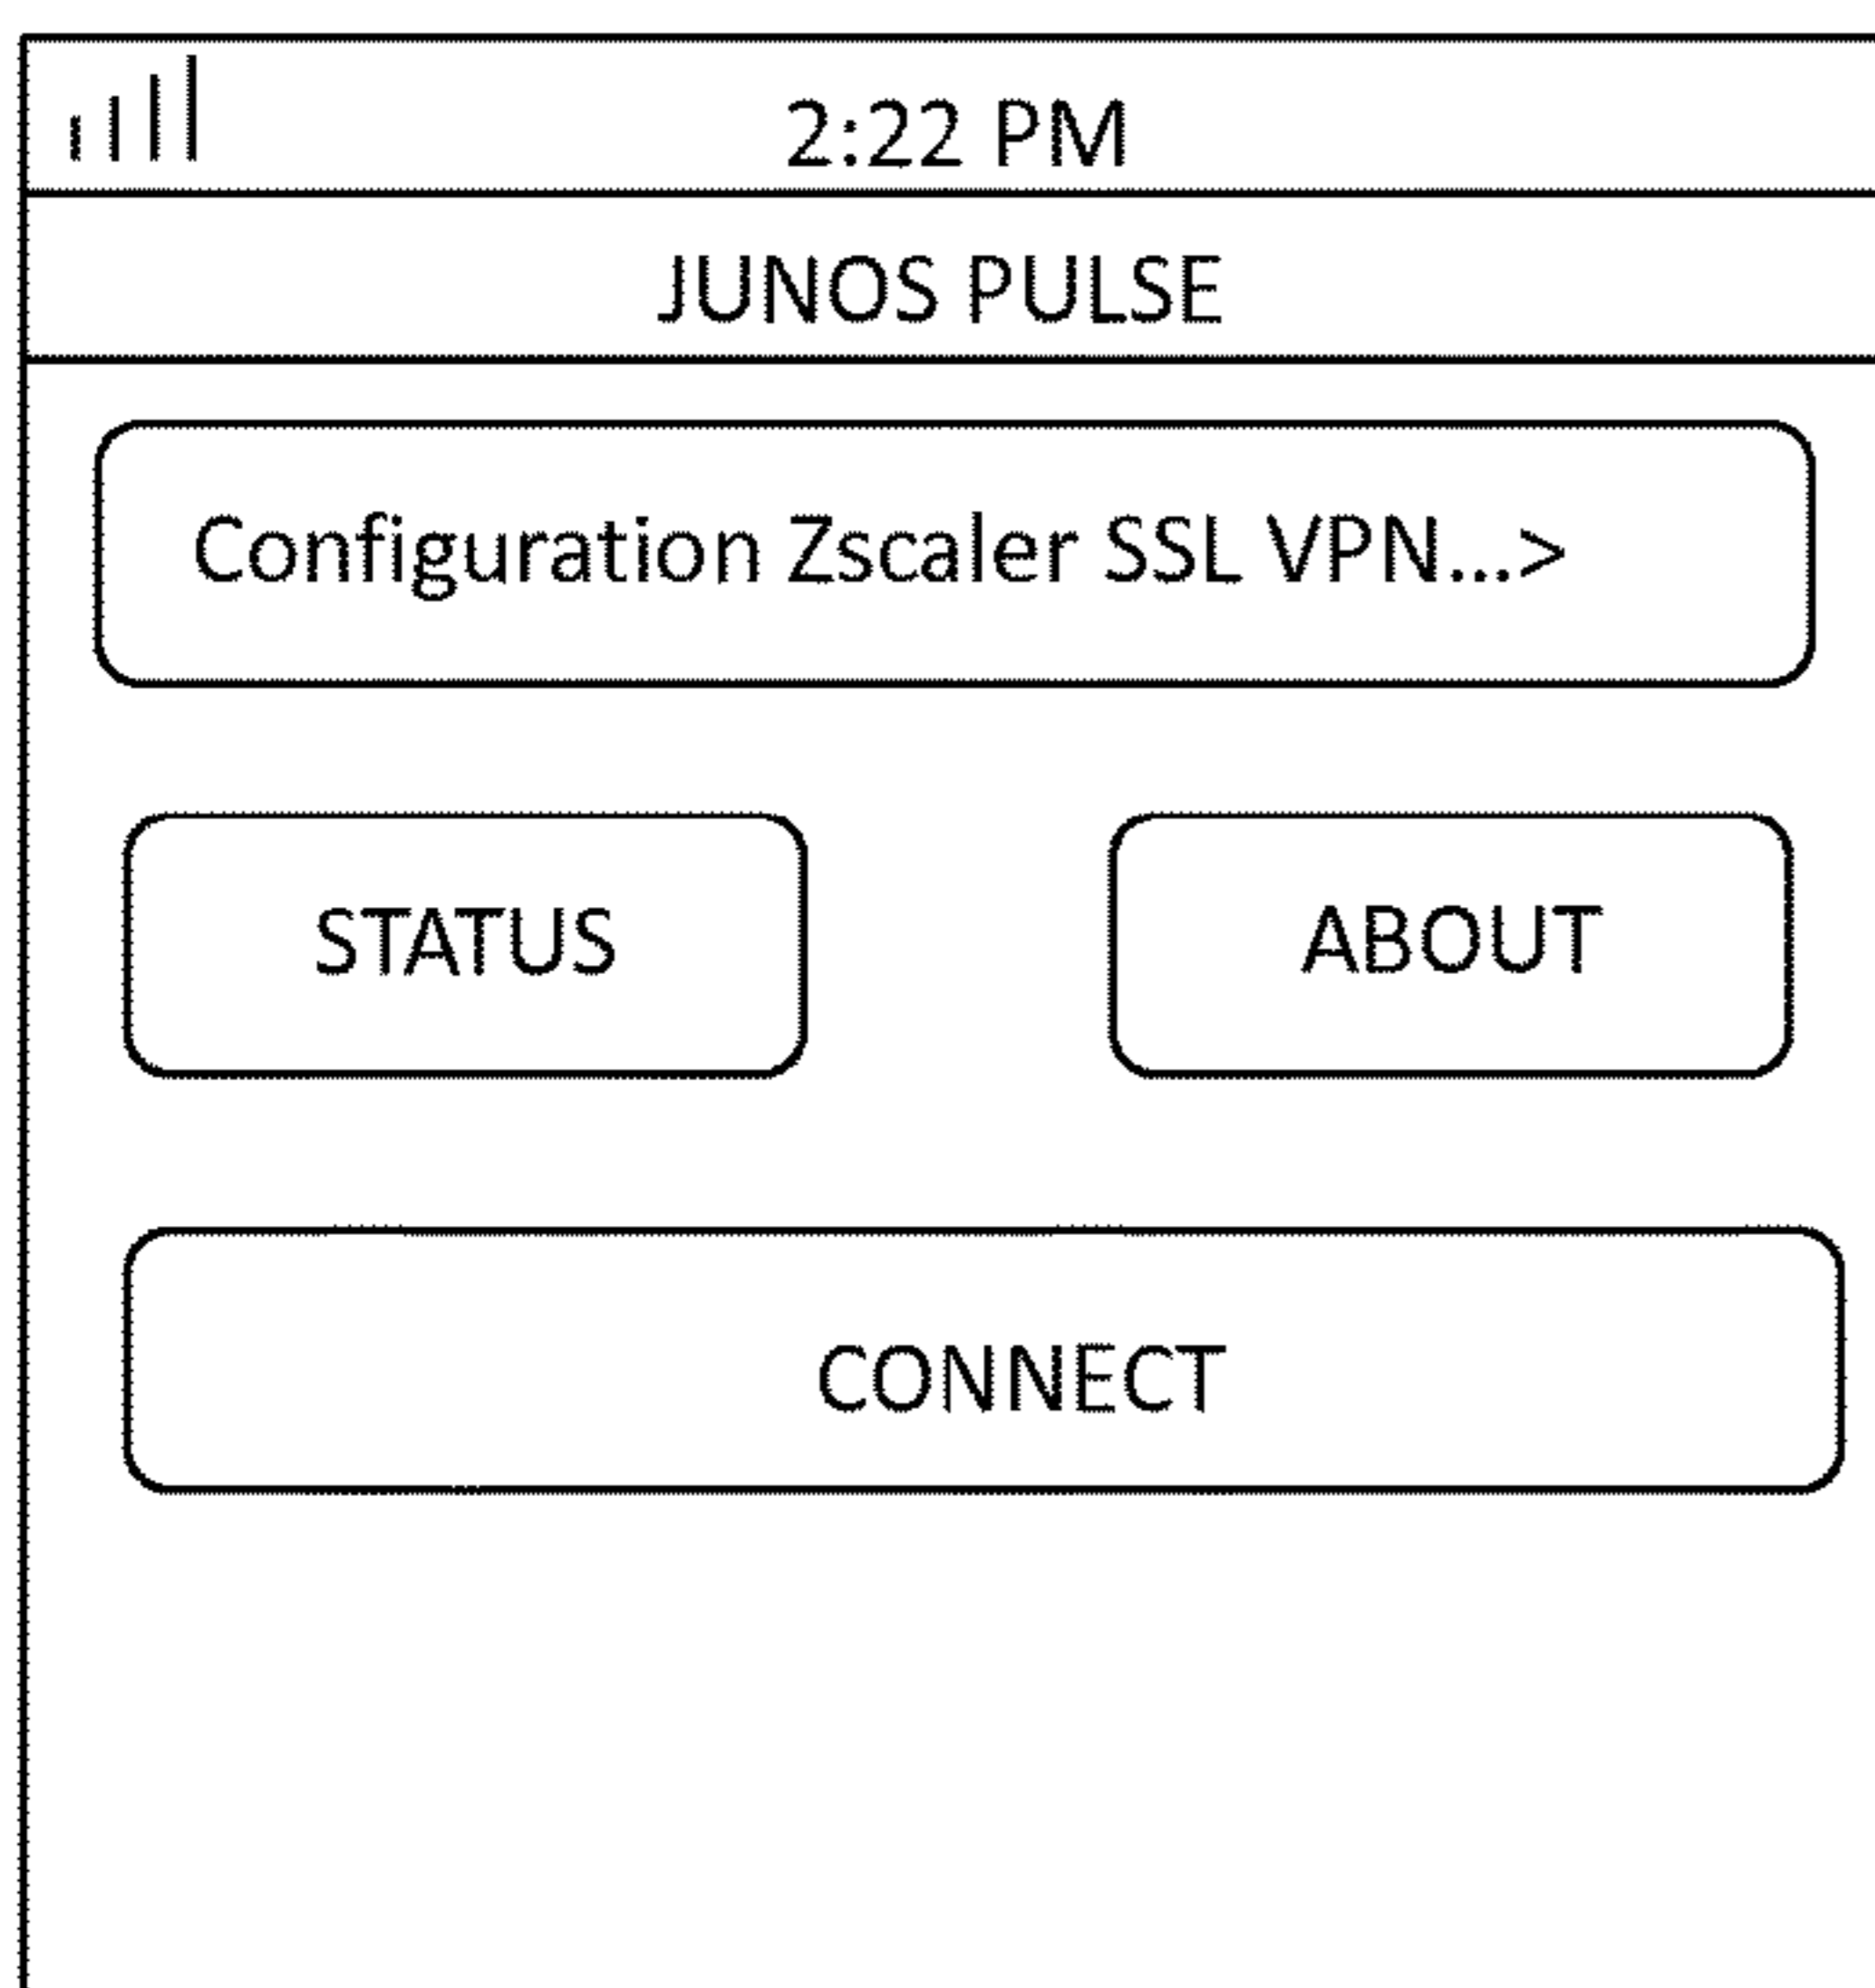 2:22 PM
JUNOS PULSE
Configuration Zscaler SSL VPN...>
STATUS
ABOUT
CONNECT